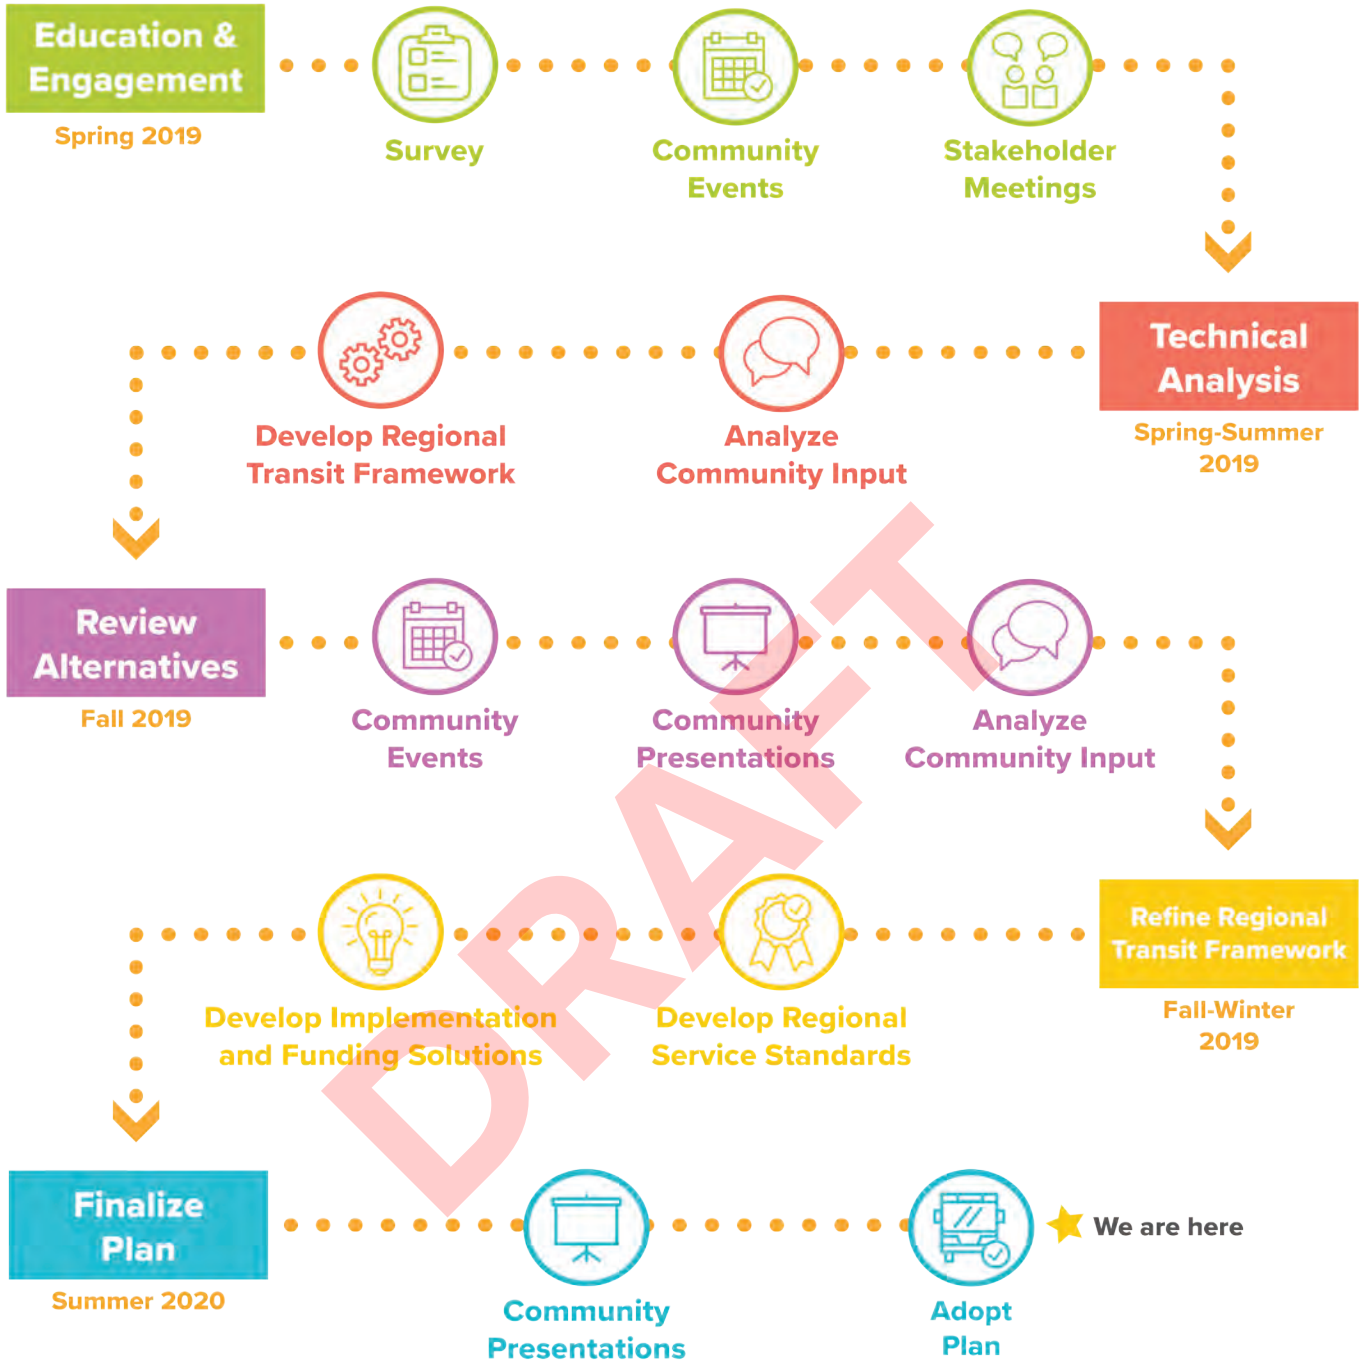 Education &
Engagement
Spring 2019
Survey
Community
Events
Stakeholder
Meetings
Technical
Analysis
Spring-Summer
2019
Analyze
Community Input
Develop Regional
Transit Framework
Review
Alternatives
Fall 2019
Community
Events
Community
Presentations
Analyze
Community Input
Refine Regional
Transit Framework
Fall-Winter
2019
Develop Regional
Service Standards
Develop Implementation
and Funding Solutions
Finalize
Plan
Summer 2020
Community
Presentations
Adopt
Plan
We are here
DRAFT